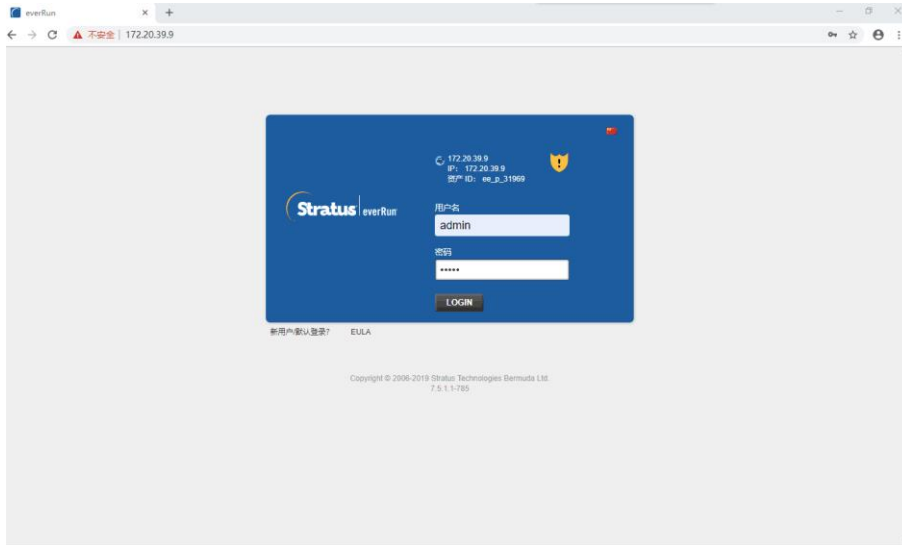 everRun
不安全 172.20.39.9
172.20.39.9
IP: 172.20.39.9
资产 ID: ee_p_31969
Stratus everRun
用户名
admin
密码
•••••
LOGIN
新用户/默认登录? EULA
Copyright © 2006-2019 Stratus Technologies Bermuda Ltd.
7.5.1.1-785